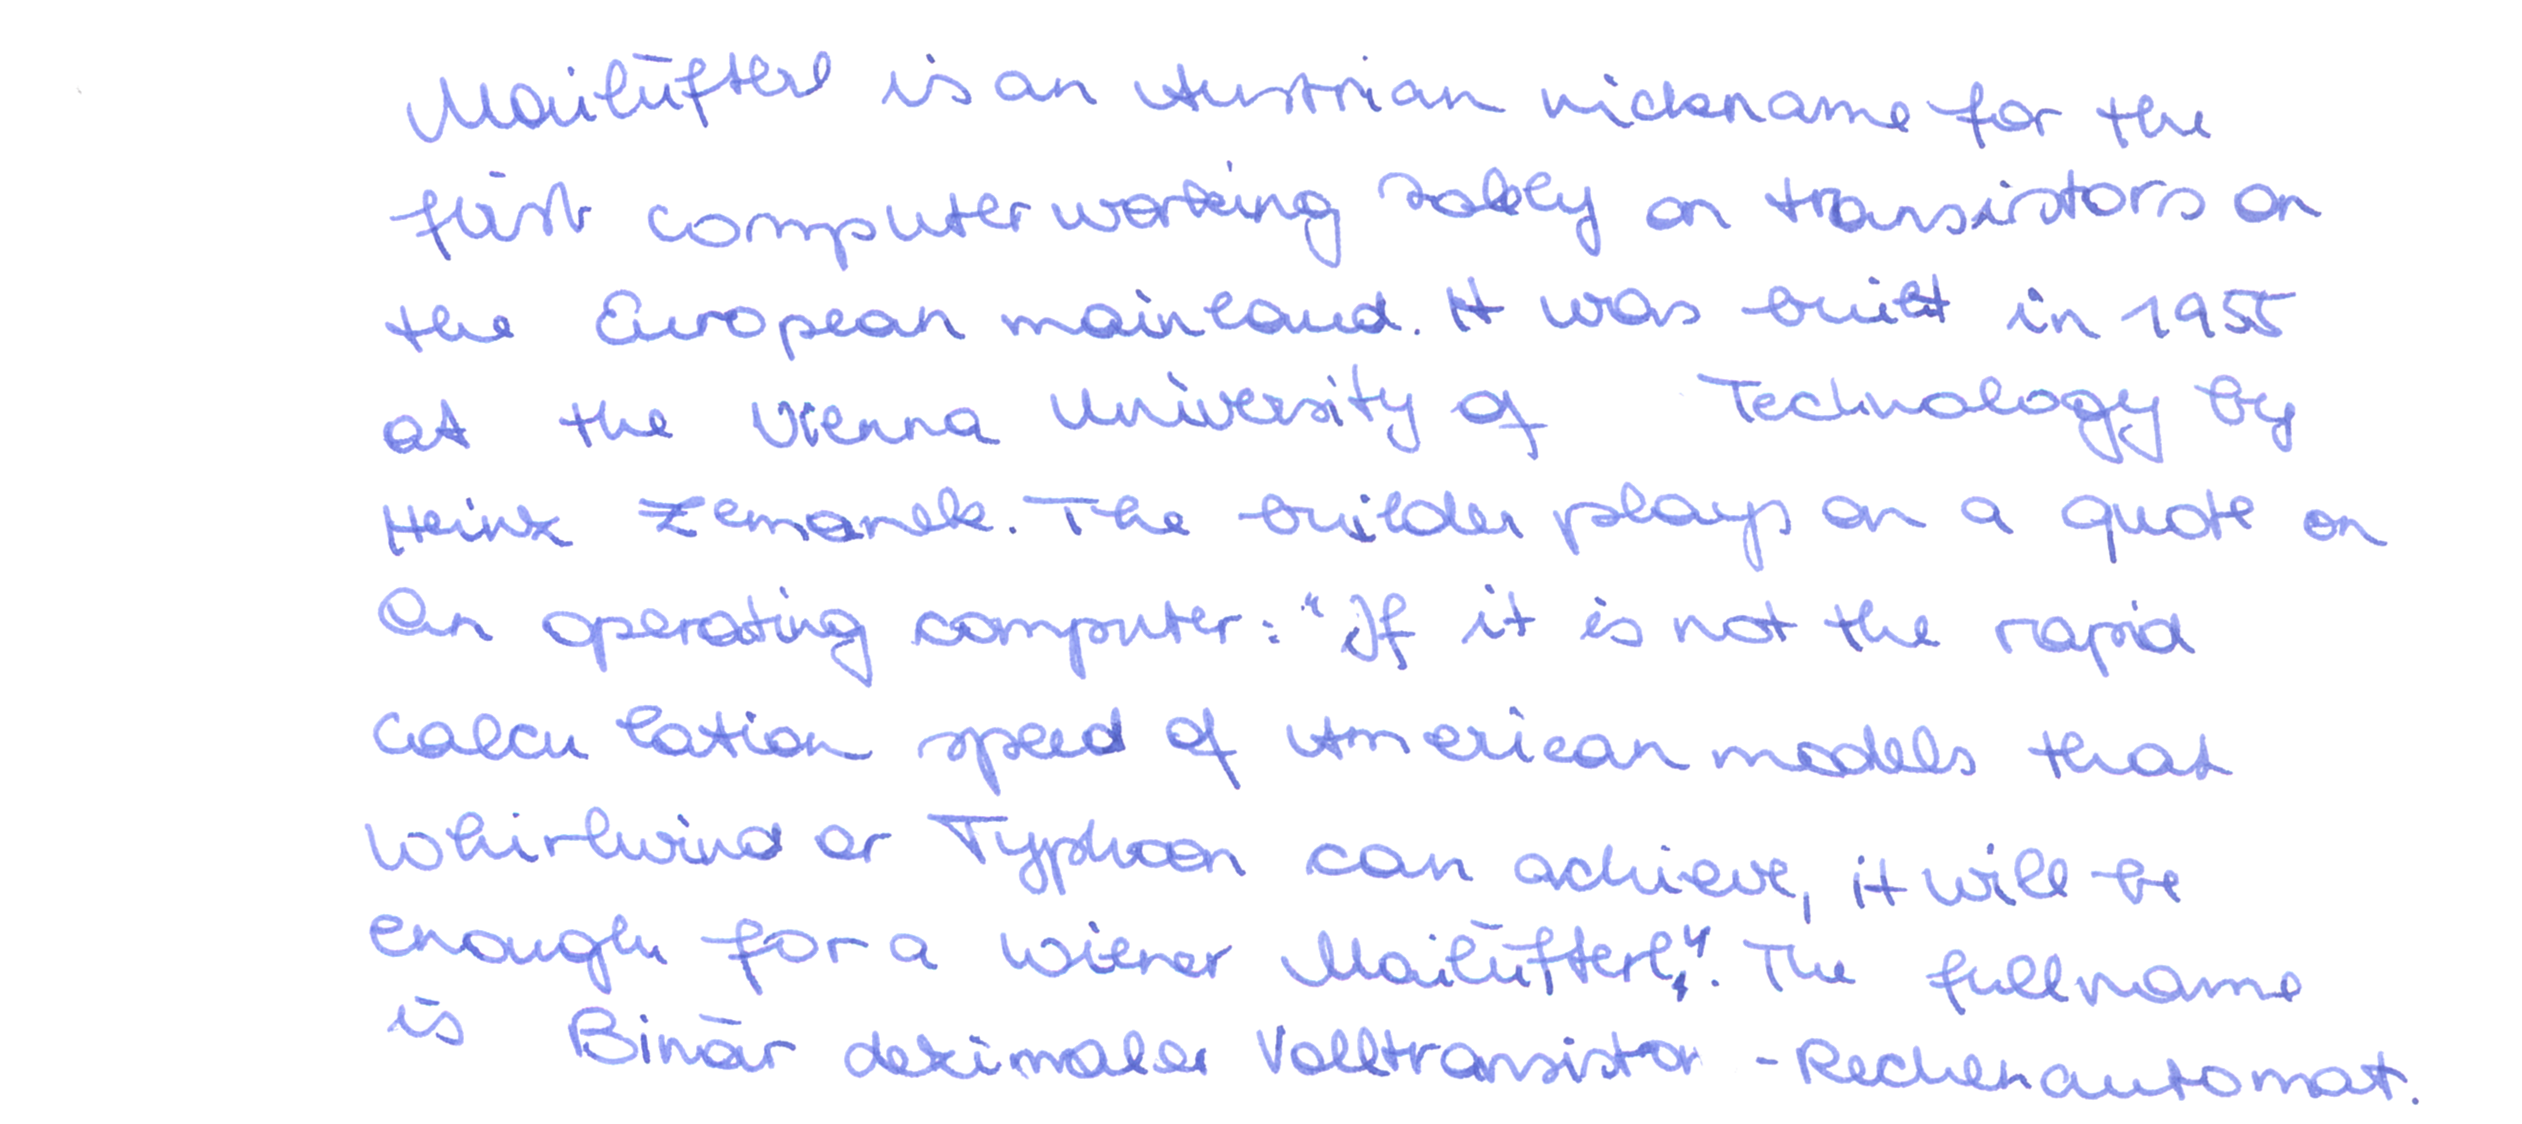 Mailüfterl is an Austrian nickname for the
first computer working solely on transistors on
the European mainland. It was built in 1955
at the Vienna University of Technology by
Heinz Zemanek. The builder plays on a quote on
an operating computer: "If it is not the rapid
calculation speed of American models that
Whirlwind or Typhoon can achieve, it will be
enough for a Wiener Mailüfterl". The full name
is Binär dezimaler Volltransistor - Rechenautomat.